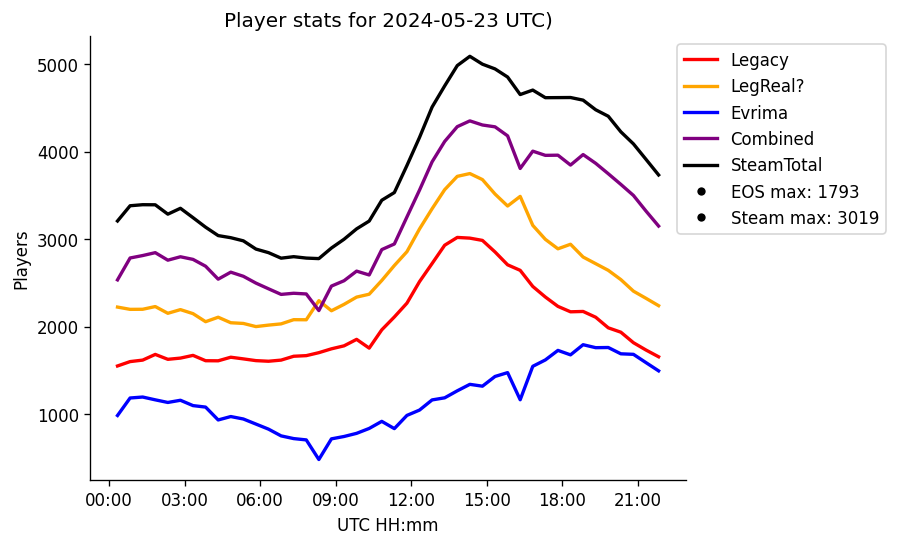 Player stats for 2024-05-23 UTC)
5000
4000
3000
2000
1000
Players
00:00 03:00 06:00 09:00 12:00 15:00 18:00 21:00
UTC HH:mm
Legacy
LegReal?
Evrima
Combined
SteamTotal
EOS max: 1793
Steam max: 3019